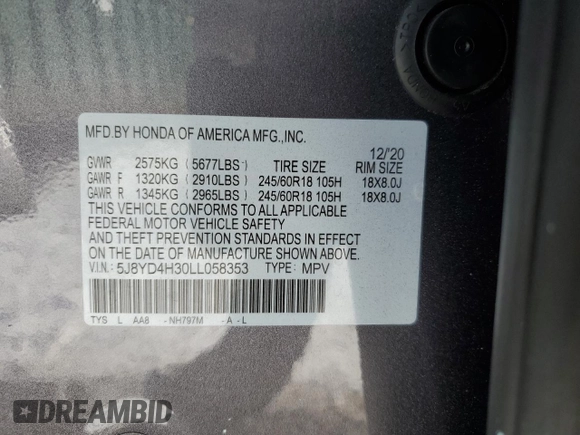 MFD.BY HONDA OF AMERICA MFG.,INC.
12/'20
GVWR 2575KG (5677LBS) TIRE SIZE RIM SIZE
GAWR F 1320KG (2910LBS) 245/60R18 105H 18X8.0J
GAWR R 1345KG (2965LBS) 245/60R18 105H 18X8.0J
THIS VEHICLE CONFORMS TO ALL APPLICABLE
FEDERAL MOTOR VEHICLE SAFETY
AND THEFT PREVENTION STANDARDS IN EFFECT
ON THE DATE OF MANUFACTURE SHOWN ABOVE.
V.I.N.: 5J8YD4H30LL058353 TYPE: MPV
TYS L AA8 - NH797M - A - L
DREAMBID